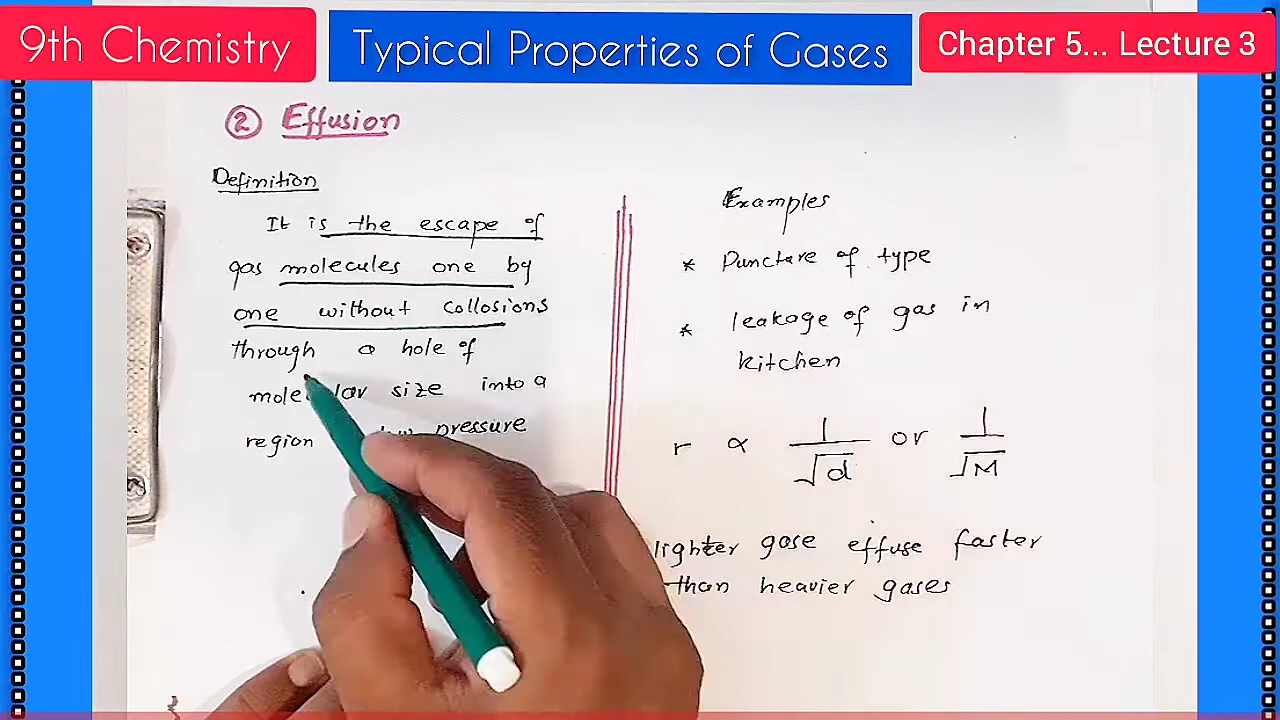 9th Chemistry
Typical Properties of Gases
Chapter 5... Lecture 3
② Effusion
Definition
It is the escape of
gas molecules one by
one without collosions
through a hole of
size into a
region pressure
Examples
* Puncture of type
* leakage of gas in
kitchen
r ∝ 1/√d or 1/√M
lighter gase effuse faster
than heavier gases